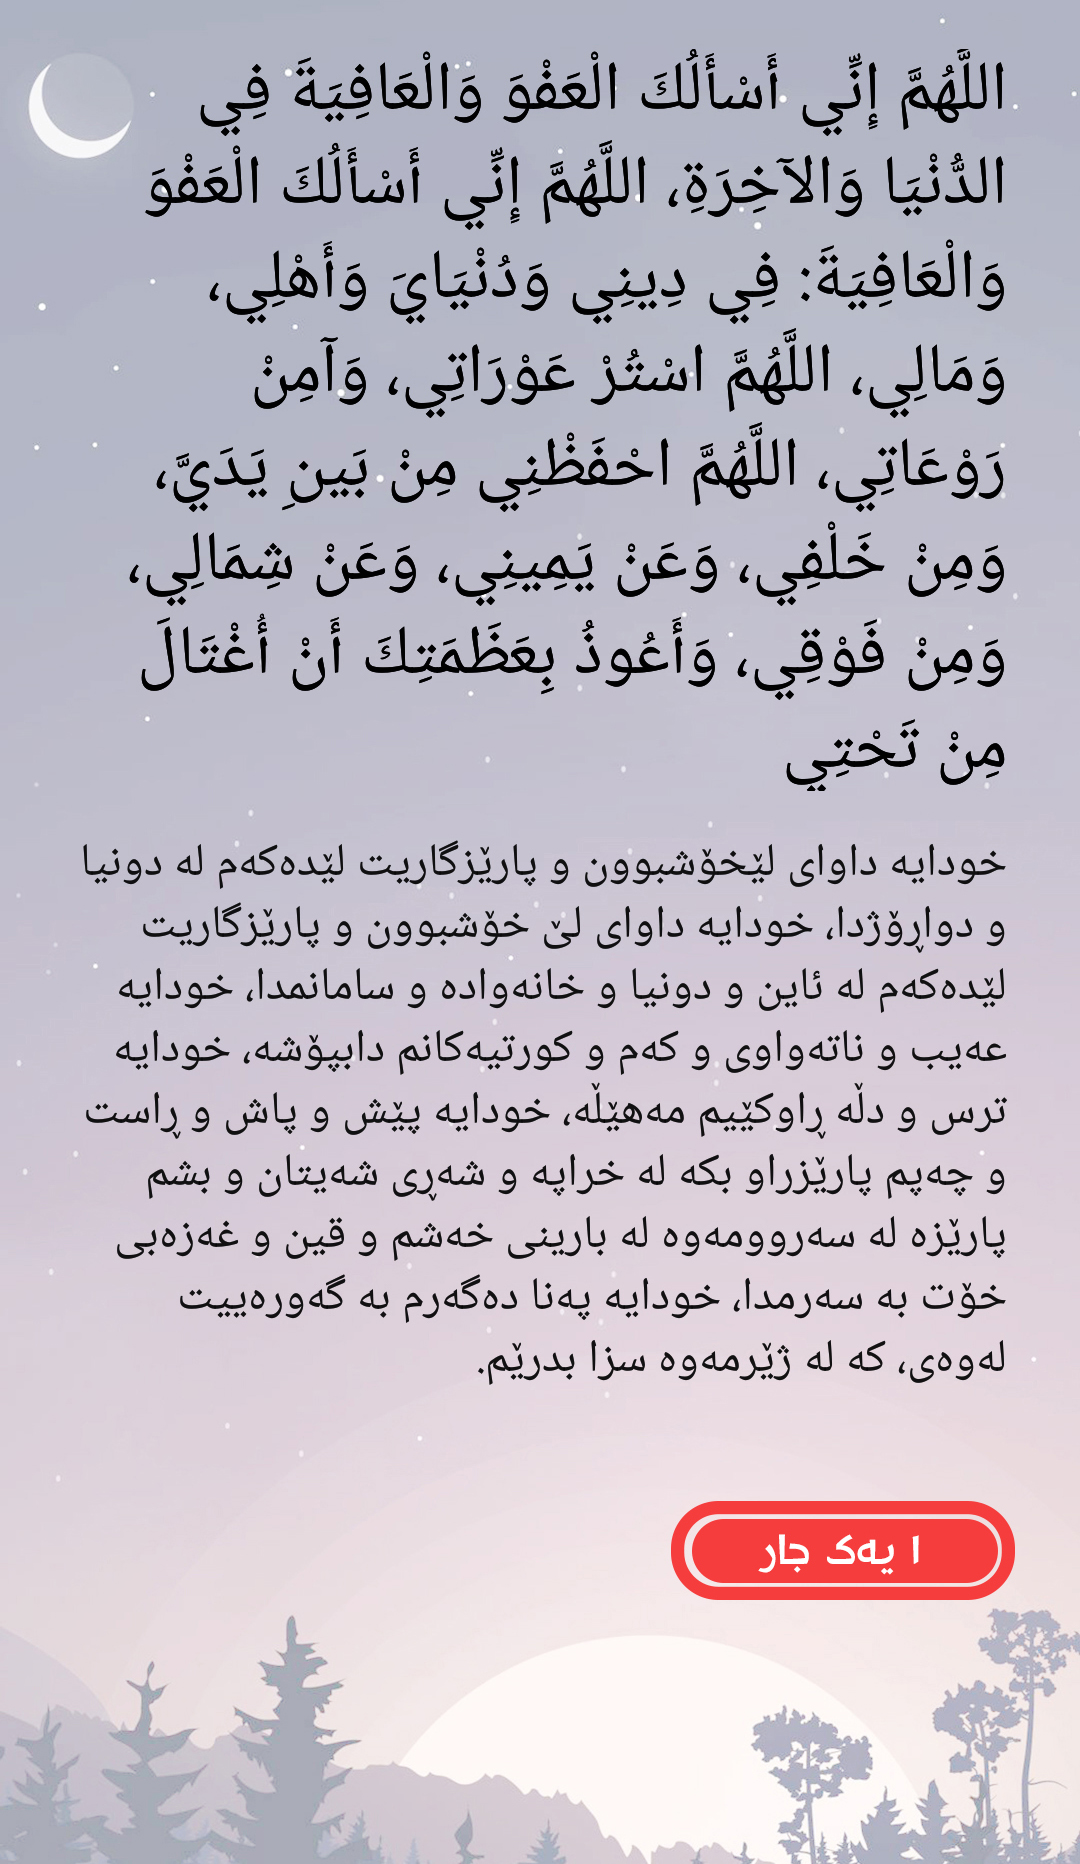 اللَّهُمَّ إِنِّي أَسْأَلُكَ الْعَفْوَ وَالْعَافِيَةَ فِي
الدُّنْيَا وَالآخِرَةِ، اللَّهُمَّ إِنِّي أَسْأَلُكَ الْعَفْوَ
وَالْعَافِيَةَ: فِي دِينِي وَدُنْيَايَ وَأَهْلِي،
وَمَالِي، اللَّهُمَّ اسْتُرْ عَوْرَاتِي، وَآمِنْ
رَوْعَاتِي، اللَّهُمَّ احْفَظْنِي مِنْ بَينِ يَدَيَّ،
وَمِنْ خَلْفِي، وَعَنْ يَمِينِي، وَعَنْ شِمَالِي،
وَمِنْ فَوْقِي، وَأَعُوذُ بِعَظَمَتِكَ أَنْ أُغْتَالَ
مِنْ تَحْتِي
خودایە داوای لێخۆشبوون و پارێزگاریت لێدەکەم لە دونیا
و دواڕۆژدا، خودایە داوای لێ خۆشبوون و پارێزگاریت
لێدەکەم لە ئاین و دونیا و خانەوادە و سامانمدا، خودایە
عەیب و ناتەواوی و کەم و کورتیەکانم دابپۆشە، خودایە
ترس و دڵە ڕاوکێیم مەهێڵە، خودایە پێش و پاش و ڕاست
و چەپم پارێزراو بکە لە خراپە و شەڕی شەیتان و بشم
پارێزە لە سەروومەوە لە بارینی خەشم و قین و غەزەبی
خۆت بە سەرمدا، خودایە پەنا دەگەرم بە گەورەییت
لەوەی، کە لە ژێرمەوە سزا بدرێم.
١ یەک جار